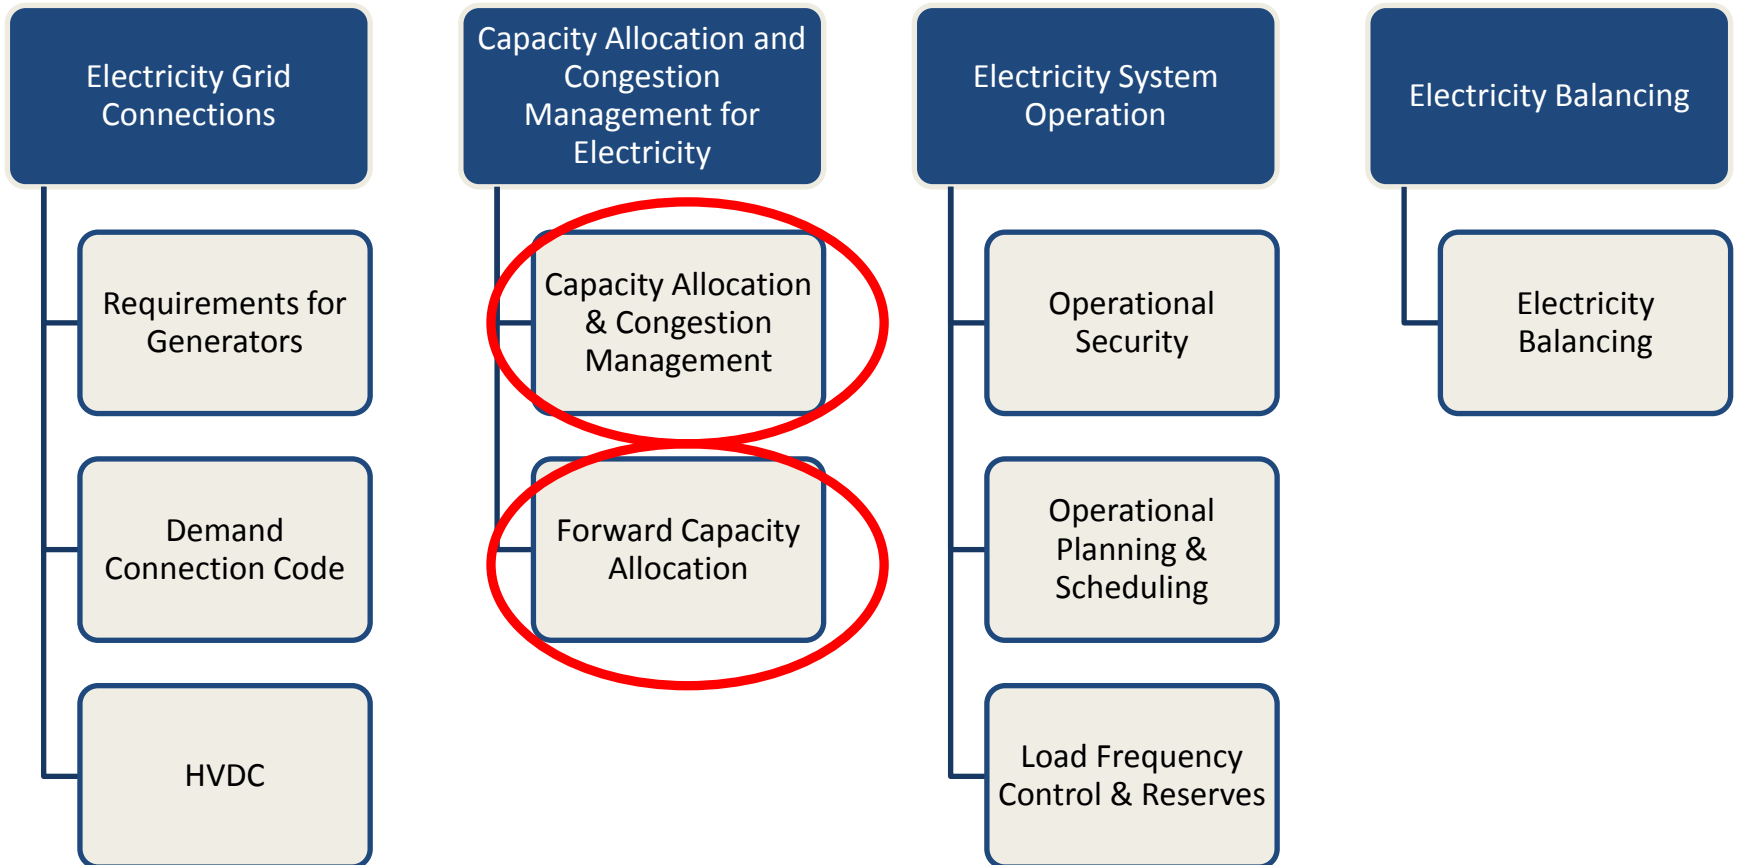 Electricity Grid
Connections
Requirements for
Generators
Demand
Connection Code
HVDC
Capacity Allocation and
Congestion
Management for
Electricity
Capacity Allocation
& Congestion
Management
Forward Capacity
Allocation
Electricity System
Operation
Operational
Security
Operational
Planning &
Scheduling
Load Frequency
Control & Reserves
Electricity Balancing
Electricity
Balancing